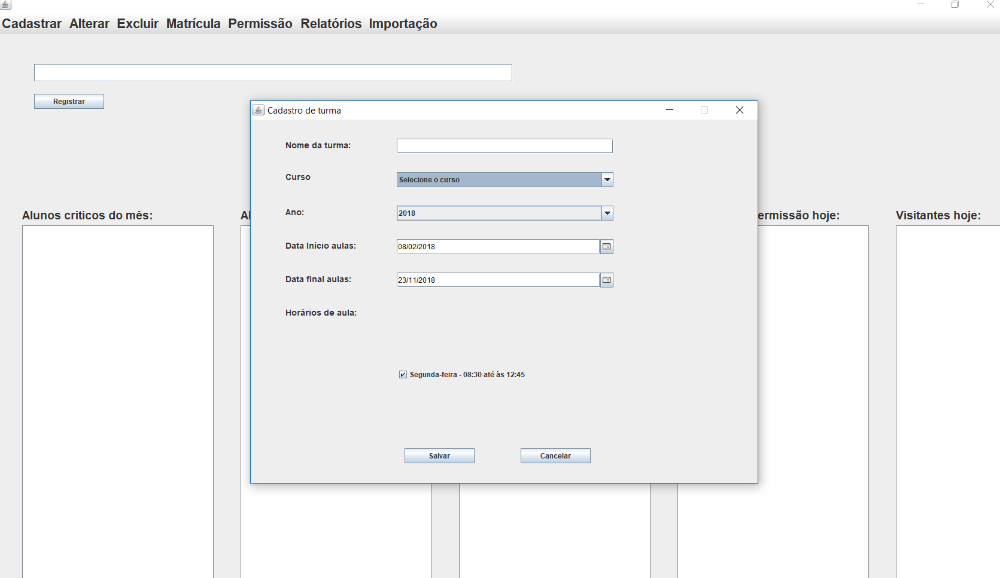 Cadastrar Alterar Excluir Matrícula Permissão Relatórios Importação
Registrar
Cadastro de turma
Nome da turma:
Curso
Selecione o curso
Ano:
2018
Data Início aulas:
08/02/2018
Data final aulas:
23/11/2018
Horários de aula:
Segunda-feira - 08:30 até às 12:45
Salvar
Cancelar
Alunos criticos do mês:
hoje:
Visitantes hoje: